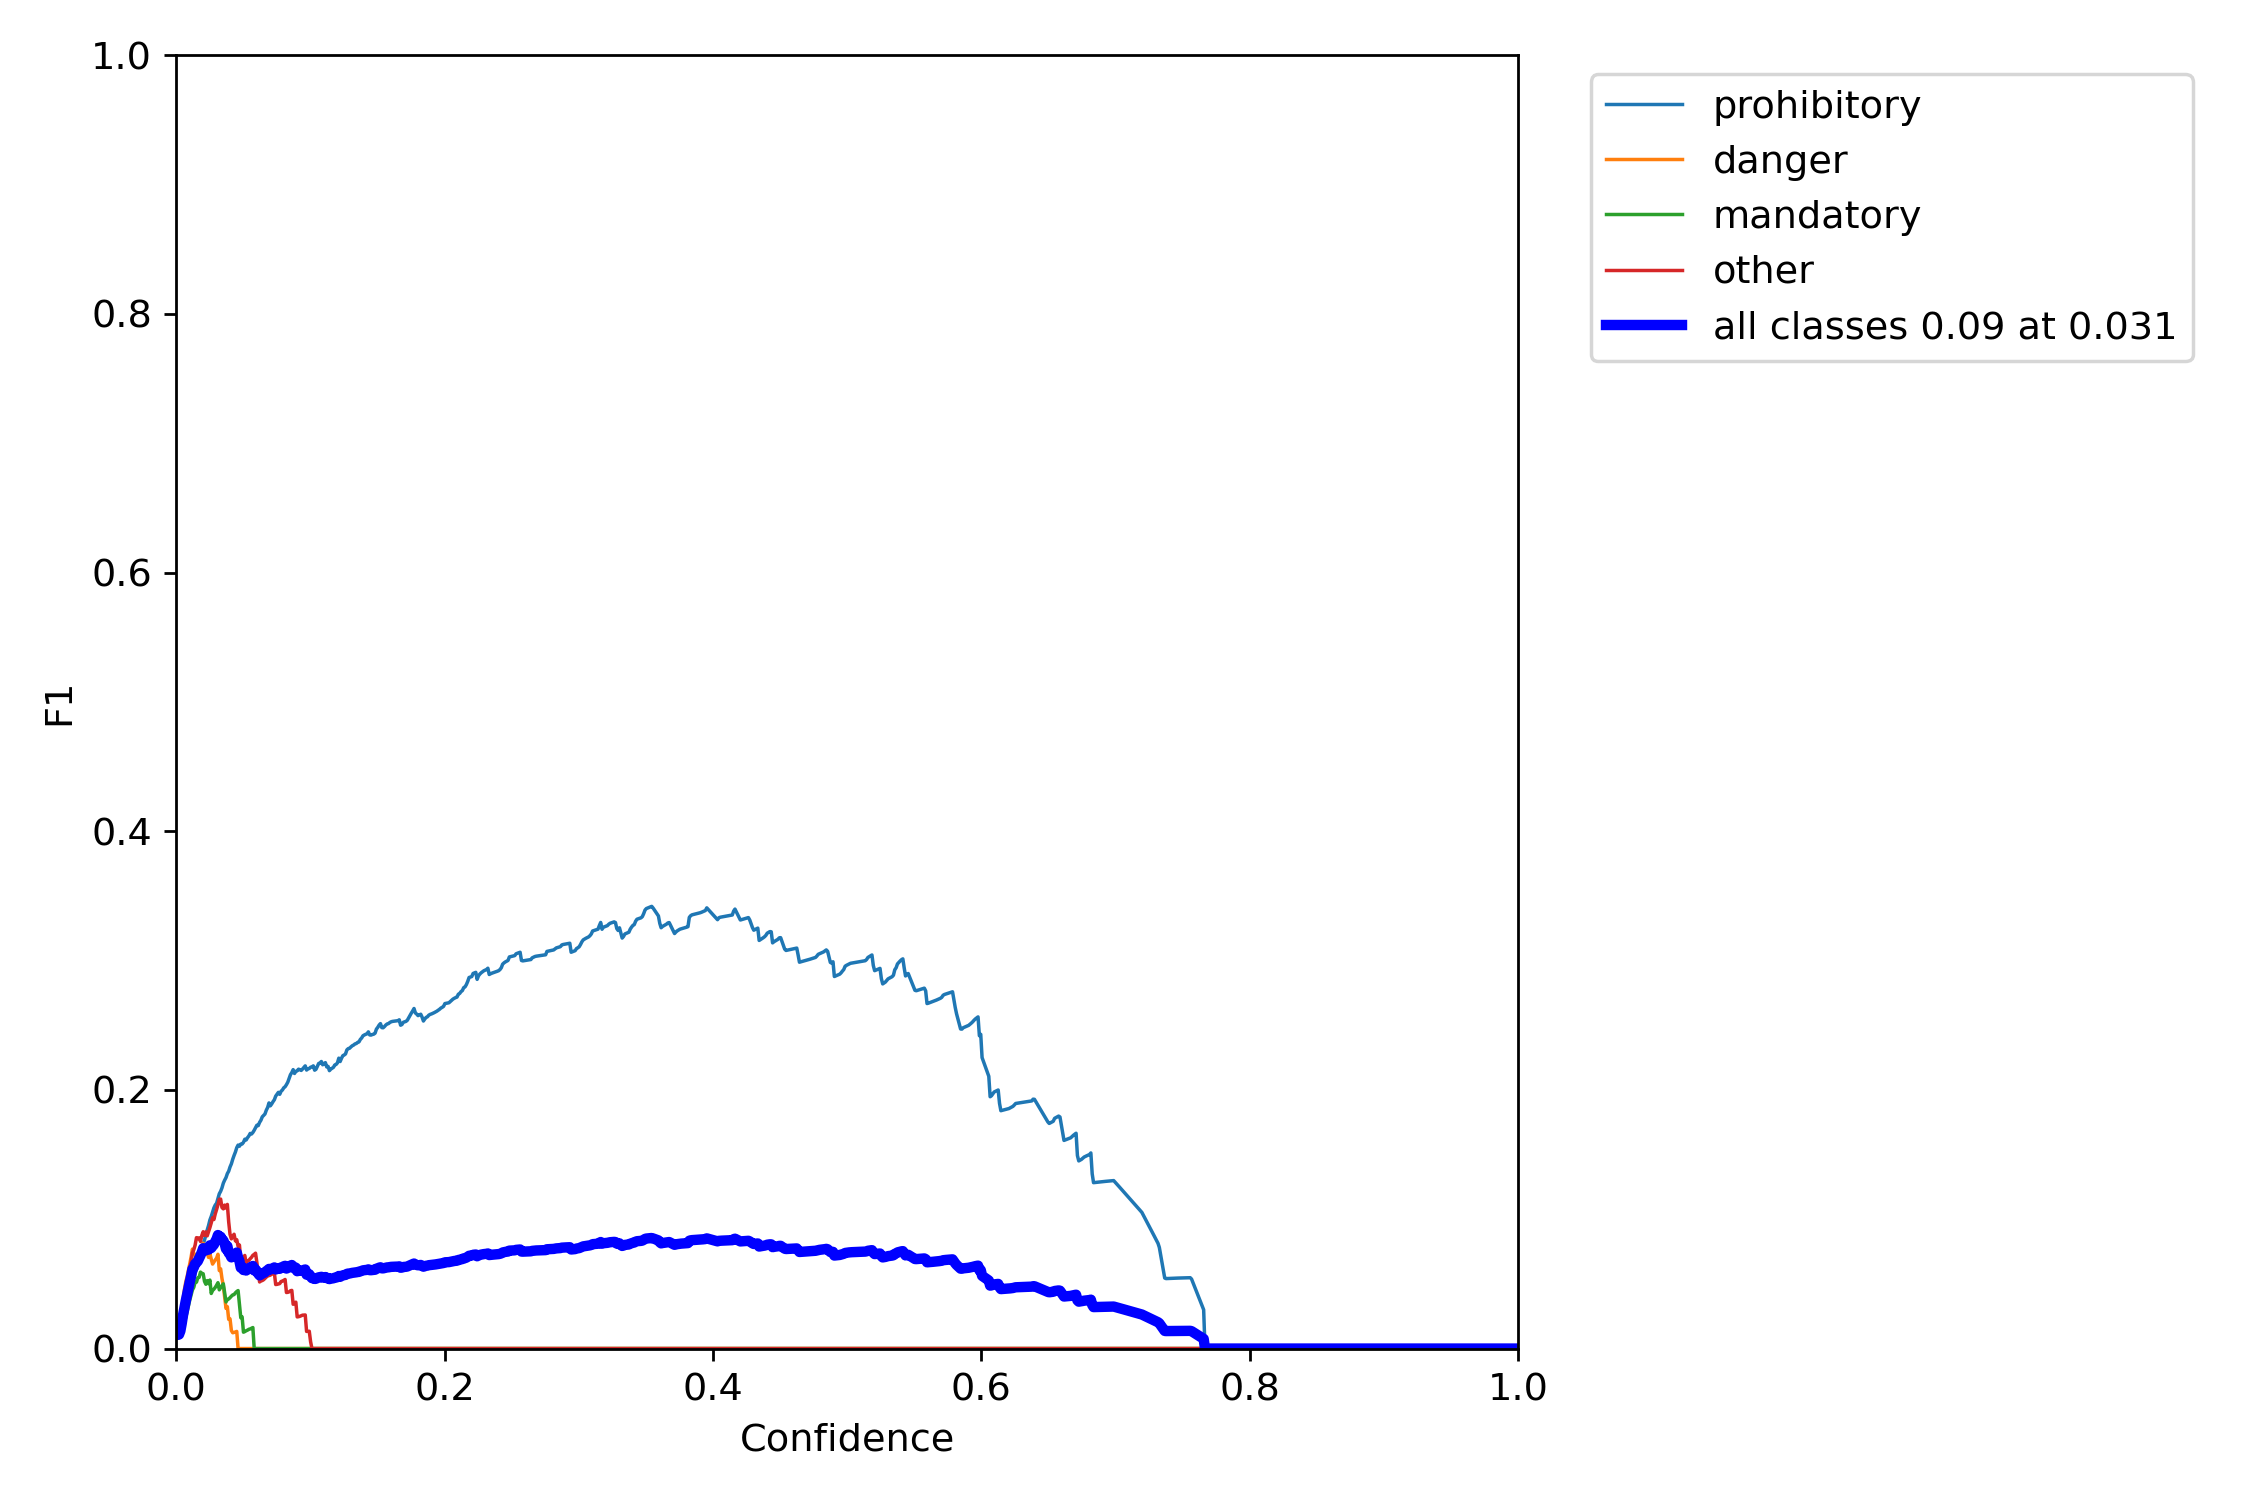 1.0
0.8
0.6
0.4
0.2
0.0
F1
0.0 0.2 0.4 0.6 0.8 1.0
Confidence
prohibitory
danger
mandatory
other
all classes 0.09 at 0.031